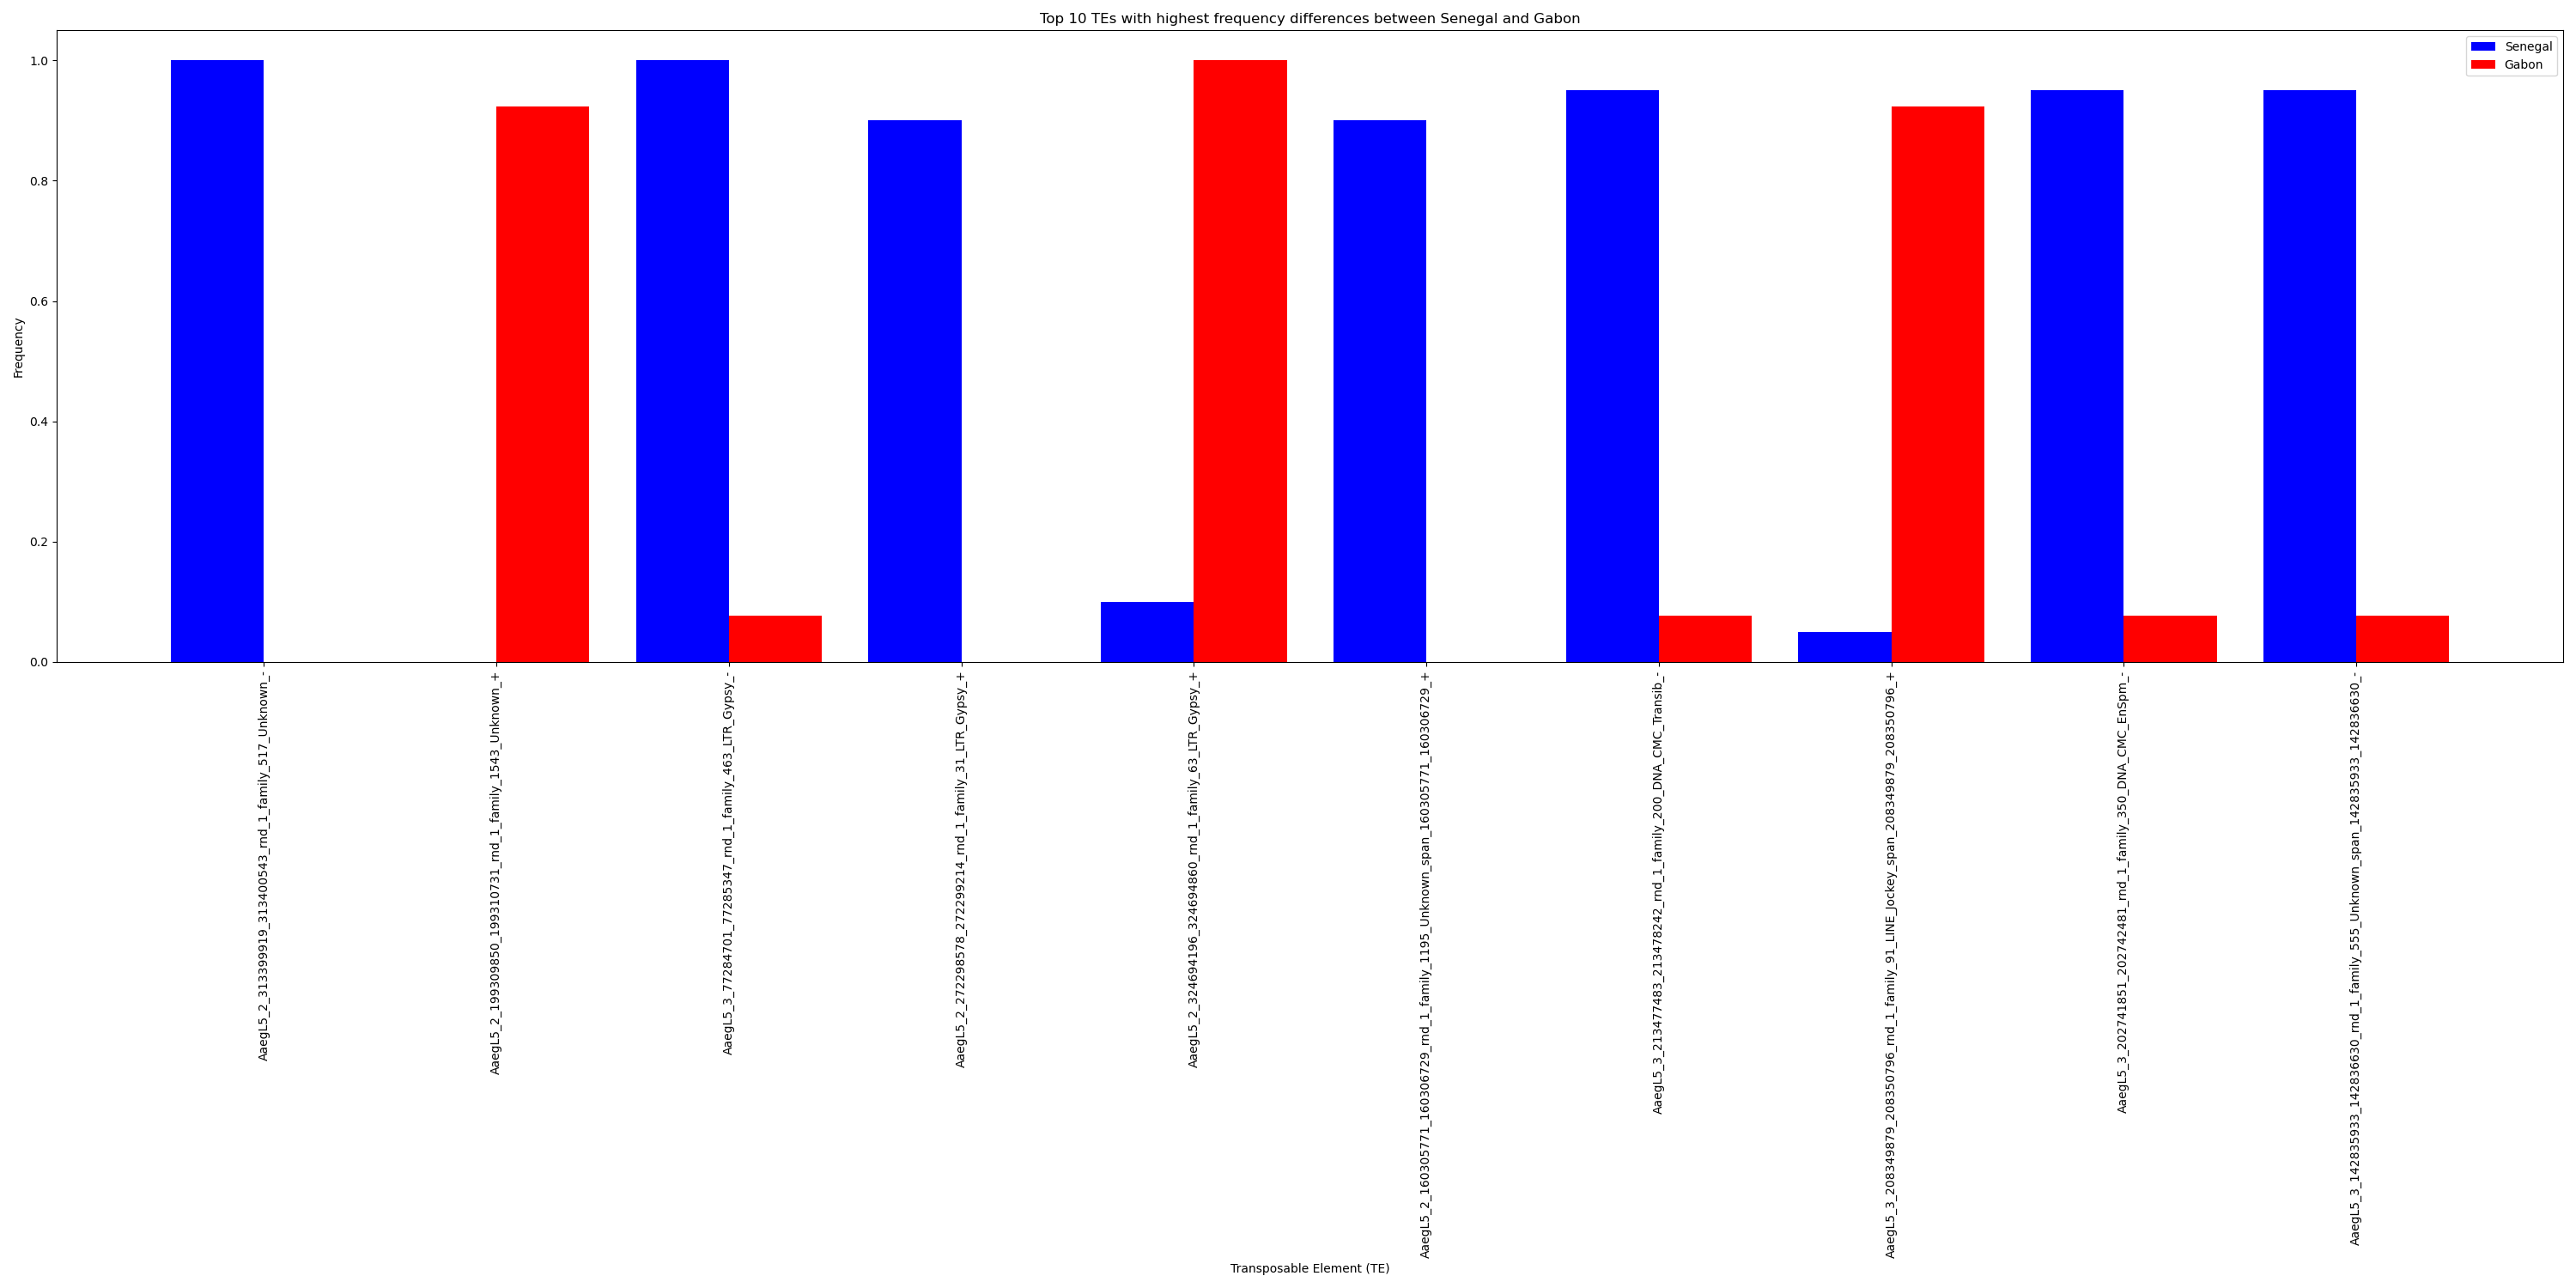 Top 10 TEs with highest frequency differences between Senegal and Gabon
Senegal
Gabon
Frequency
1.0
0.8
0.6
0.4
0.2
0.0
AaegL5_2_313399919_313400543_rnd_1_family_517_Unknown_-
AaegL5_2_199309850_199310731_rnd_1_family_1543_Unknown_+
AaegL5_3_77284701_77285347_rnd_1_family_463_LTR_Gypsy_-
AaegL5_2_272298578_272299214_rnd_1_family_31_LTR_Gypsy_+
AaegL5_2_324694196_324694860_rnd_1_family_63_LTR_Gypsy_+
AaegL5_2_160305771_160306729_rnd_1_family_1195_Unknown_span_160305771_160306729_+
AaegL5_3_213477483_213478242_rnd_1_family_200_DNA_CMC_Transib_-
AaegL5_3_208349879_208350796_rnd_1_family_91_LINE_Jockey_span_208349879_208350796_+
AaegL5_3_202741851_202742481_rnd_1_family_350_DNA_CMC_EnSpm_-
AaegL5_3_142835933_142836630_rnd_1_family_555_Unknown_span_142835933_142836630_-
Transposable Element (TE)